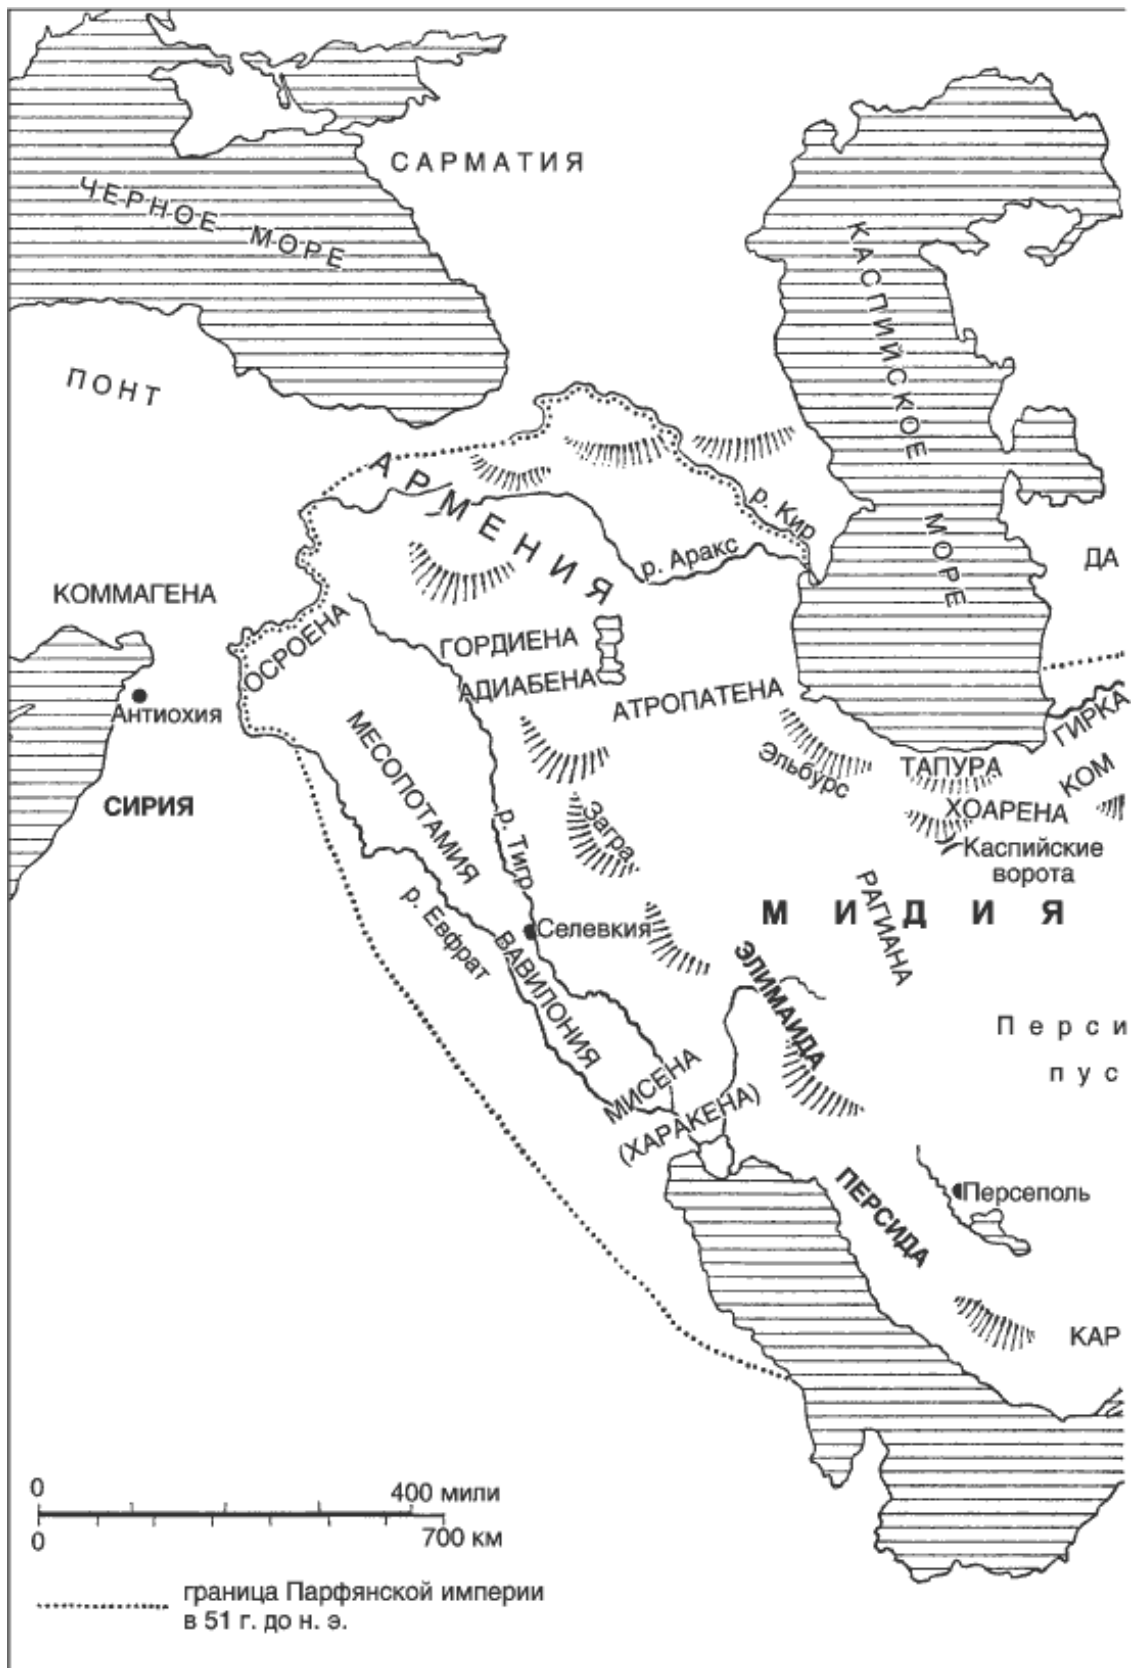 САРМАТИЯ
ЧЕРНОЕ МОРЕ
КАСПИЙСКОЕ МОРЕ
ПОНТ
АРМЕНИЯ
р. Кир
р. Аракс
ДА
КОММАГЕНА
ОСРОЕНА
ГОРДИЕНА
АДИАБЕНА
АТРОПАТЕНА
Антиохия
ГИРКА
МЕСОПОТАМИЯ
Эльбурс
ТАПУРА
КОМ
СИРИЯ
ХОАРЕНА
р. Тигр
Загра
Каспийские
ворота
МИДИЯ
РАГИАНА
р. Евфрат
Селевкия
ВАВИЛОНИЯ
ЭЛИМАИДА
Перси
пус
МИСЕНА
(ХАРАКЕНА)
ПЕРСИДА
Персеполь
КАР
0 400 мили
0 700 км
граница Парфянской империи
в 51 г. до н. э.